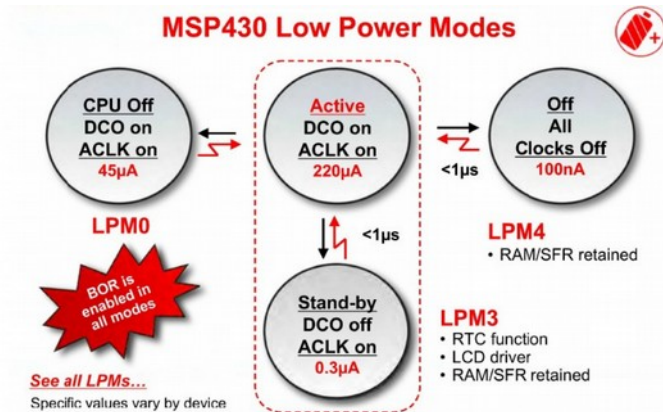 MSP430 Low Power Modes
CPU Off
DCO on
ACLK on
45µA
LPM0
Active
DCO on
ACLK on
220µA
Off
All
Clocks Off
100nA
<1µs
LPM4
• RAM/SFR retained
<1µs
Stand-by
DCO off
ACLK on
0.3µA
LPM3
• RTC function
• LCD driver
• RAM/SFR retained
BOR is
enabled in
all modes
See all LPMs...
Specific values vary by device
+